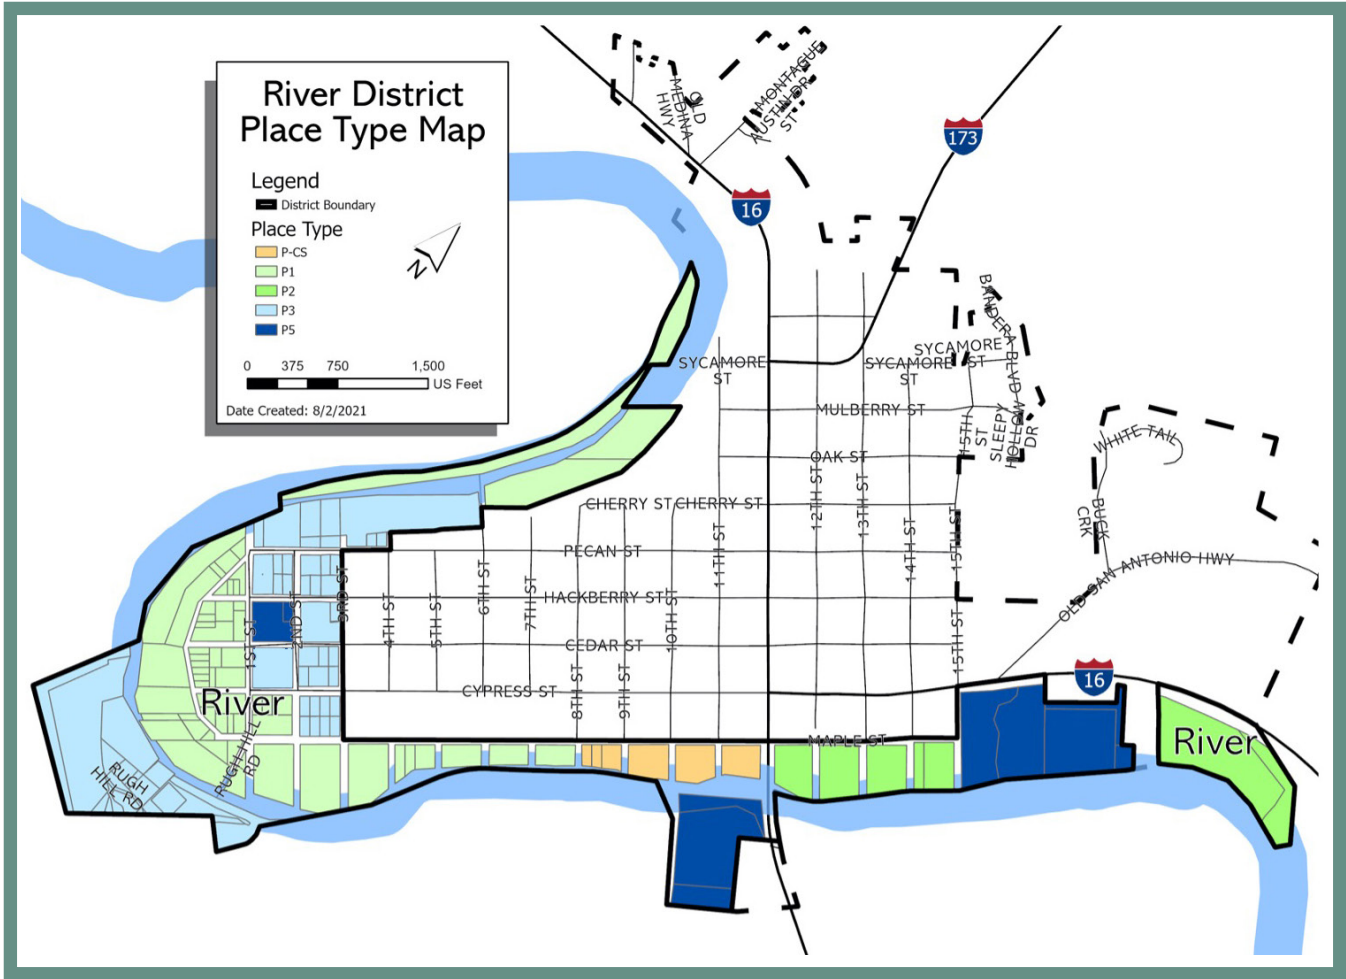 River District
Place Type Map
Legend
District Boundary
Place Type
P-CS
P1
P2
P3
P5
N
0 375 750 1,500
US Feet
Date Created: 8/2/2021
OLD
MEDINA
HWY
MONTAGUE
AUSTIN DR
ST
173
16
BANDERA BLVD
SYCAMORE
ST
SYCAMORE
ST
SYCAMORE
ST
MULBERRY ST
15TH
ST
SLEEPY
HOLLOW
DR
OAK ST
WHITE TAIL
BUCK
CRK
CHERRY ST
CHERRY ST
12TH ST
13TH ST
14TH ST
15TH ST
11TH ST
PECAN ST
OLD SAN ANTONIO HWY
HACKBERRY ST
10TH ST
1ST ST
2ND ST
3RD ST
4TH ST
5TH ST
6TH ST
7TH ST
CEDAR ST
15TH ST
CYPRESS ST
8TH ST
9TH ST
16
River
MAPLE ST
River
RUGH HILL
RD
RUGH
HILL RD